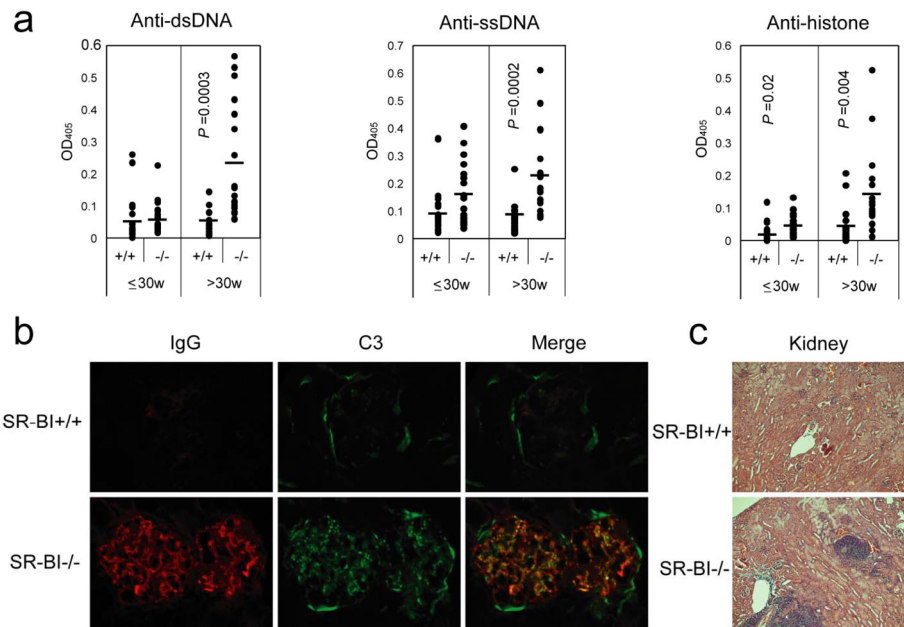 a
Anti-dsDNA
OD405
0.6
0.5
0.4
0.3
0.2
0.1
0
P =0.0003
+/+ -/- +/+ -/-
≤30w >30w
Anti-ssDNA
OD405
0.7
0.6
0.5
0.4
0.3
0.2
0.1
0
P =0.0002
+/+ -/- +/+ -/-
≤30w >30w
Anti-histone
OD405
0.6
0.5
0.4
0.3
0.2
0.1
0
P =0.02
P =0.004
+/+ -/- +/+ -/-
≤30w >30w
b
IgG C3 Merge
SR-BI+/+
SR-BI-/-
c
Kidney
SR-BI+/+
SR-BI-/-